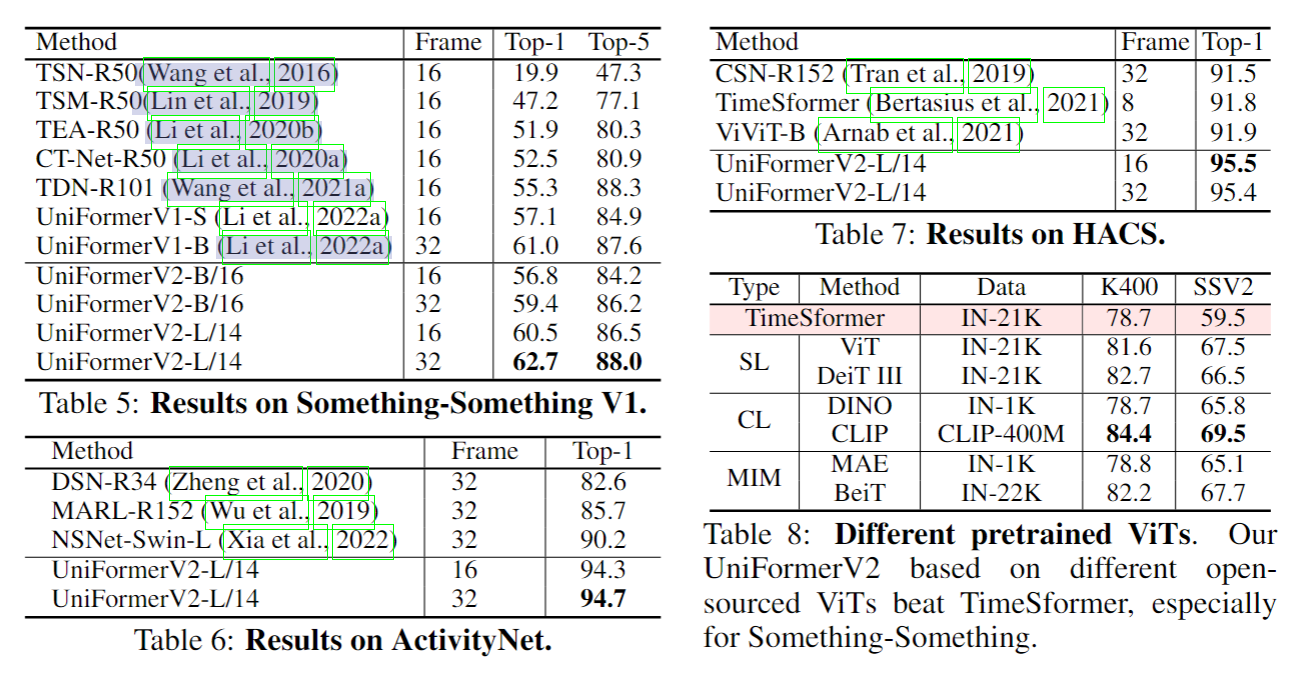 Method Frame Top-1 Top-5
TSN-R50(Wang et al., 2016) 16 19.9 47.3
TSM-R50(Lin et al., 2019) 16 47.2 77.1
TEA-R50 (Li et al., 2020b) 16 51.9 80.3
CT-Net-R50 (Li et al., 2020a) 16 52.5 80.9
TDN-R101 (Wang et al., 2021a) 16 55.3 88.3
UniFormerV1-S (Li et al., 2022a) 16 57.1 84.9
UniFormerV1-B (Li et al., 2022a) 32 61.0 87.6
UniFormerV2-B/16 16 56.8 84.2
UniFormerV2-B/16 32 59.4 86.2
UniFormerV2-L/14 16 60.5 86.5
UniFormerV2-L/14 32 62.7 88.0
Table 5: Results on Something-Something V1.
Method Frame Top-1
DSN-R34 (Zheng et al., 2020) 32 82.6
MARL-R152 (Wu et al., 2019) 32 85.7
NSNet-Swin-L (Xia et al., 2022) 32 90.2
UniFormerV2-L/14 16 94.3
UniFormerV2-L/14 32 94.7
Table 6: Results on ActivityNet.
Method Frame Top-1
CSN-R152 (Tran et al., 2019) 32 91.5
TimeSformer (Bertasius et al., 2021) 8 91.8
ViViT-B (Arnab et al., 2021) 32 91.9
UniFormerV2-L/14 16 95.5
UniFormerV2-L/14 32 95.4
Table 7: Results on HACS.
Type Method Data K400 SSV2
TimeSformer IN-21K 78.7 59.5
SL ViT IN-21K 81.6 67.5
DeiT III IN-21K 82.7 66.5
CL DINO IN-1K 78.7 65.8
CLIP CLIP-400M 84.4 69.5
MIM MAE IN-1K 78.8 65.1
BeiT IN-22K 82.2 67.7
Table 8: Different pretrained ViTs. Our
UniFormerV2 based on different open-
sourced ViTs beat TimeSformer, especially
for Something-Something.